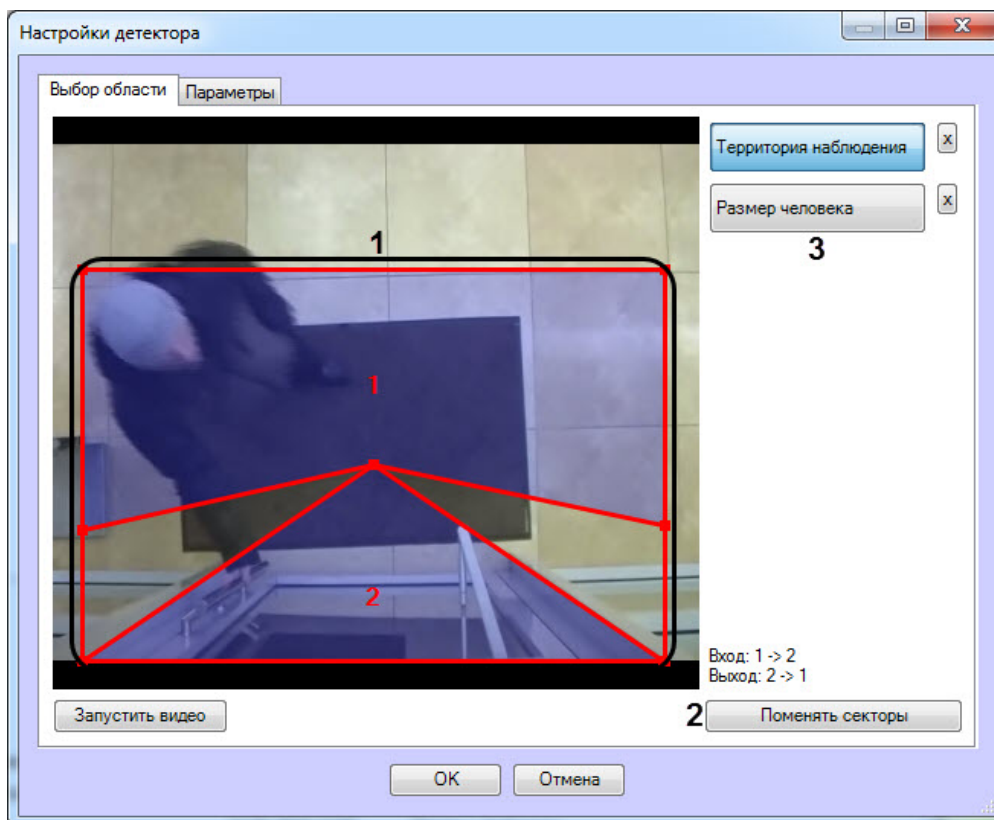 Настройки детектора
Выбор области
Параметры
Территория наблюдения
x
Размер человека
x
3
1
1
2
Вход: 1 -> 2
Выход: 2 -> 1
Запустить видео
2
Поменять секторы
OK
Отмена